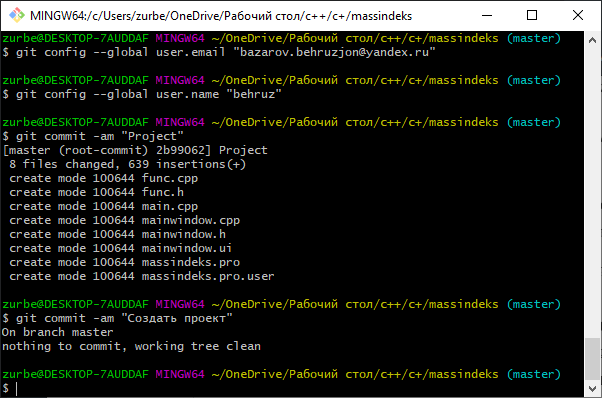 MINGW64:/c/Users/zurbe/OneDrive/Рабочий стол/c++/c+/massindeks
zurbe@DESKTOP-7AUDDAF MINGW64 ~/OneDrive/Рабочий стол/c++/c+/massindeks (master)
$ git config --global user.email "bazarov.behruzjon@yandex.ru"
zurbe@DESKTOP-7AUDDAF MINGW64 ~/OneDrive/Рабочий стол/c++/c+/massindeks (master)
$ git config --global user.name "behruz"
zurbe@DESKTOP-7AUDDAF MINGW64 ~/OneDrive/Рабочий стол/c++/c+/massindeks (master)
$ git commit -am "Project"
[master (root-commit) 2b99062] Project
 8 files changed, 639 insertions(+)
 create mode 100644 func.cpp
 create mode 100644 func.h
 create mode 100644 main.cpp
 create mode 100644 mainwindow.cpp
 create mode 100644 mainwindow.h
 create mode 100644 mainwindow.ui
 create mode 100644 massindeks.pro
 create mode 100644 massindeks.pro.user
zurbe@DESKTOP-7AUDDAF MINGW64 ~/OneDrive/Рабочий стол/c++/c+/massindeks (master)
$ git commit -am "Создать проект"
On branch master
nothing to commit, working tree clean
zurbe@DESKTOP-7AUDDAF MINGW64 ~/OneDrive/Рабочий стол/c++/c+/massindeks (master)
$